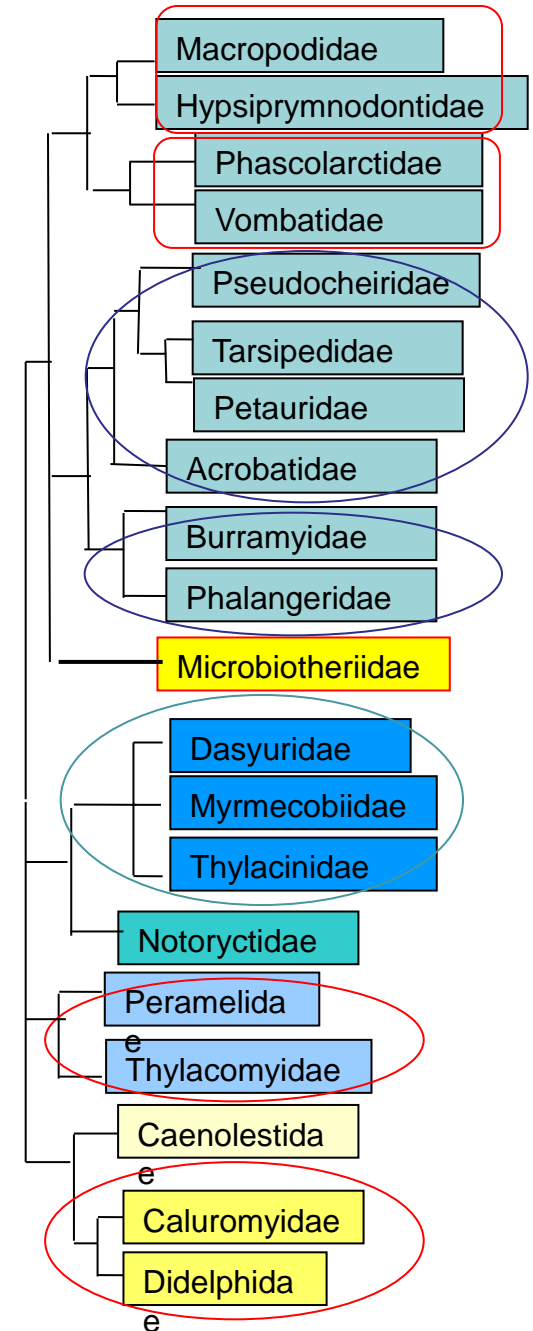 Macropodidae
Hypsiprymnodontidae
Phascolarctidae
Vombatidae
Pseudocheiridae
Tarsipedidae
Petauridae
Acrobatidae
Burramyidae
Phalangeridae
Microbiotheriidae
Dasyuridae
Myrmecobiidae
Thylacinidae
Notoryctidae
Peramelida
e
Thylacomyidae
Caenolestida
e
Caluromyidae
Didelphida
e